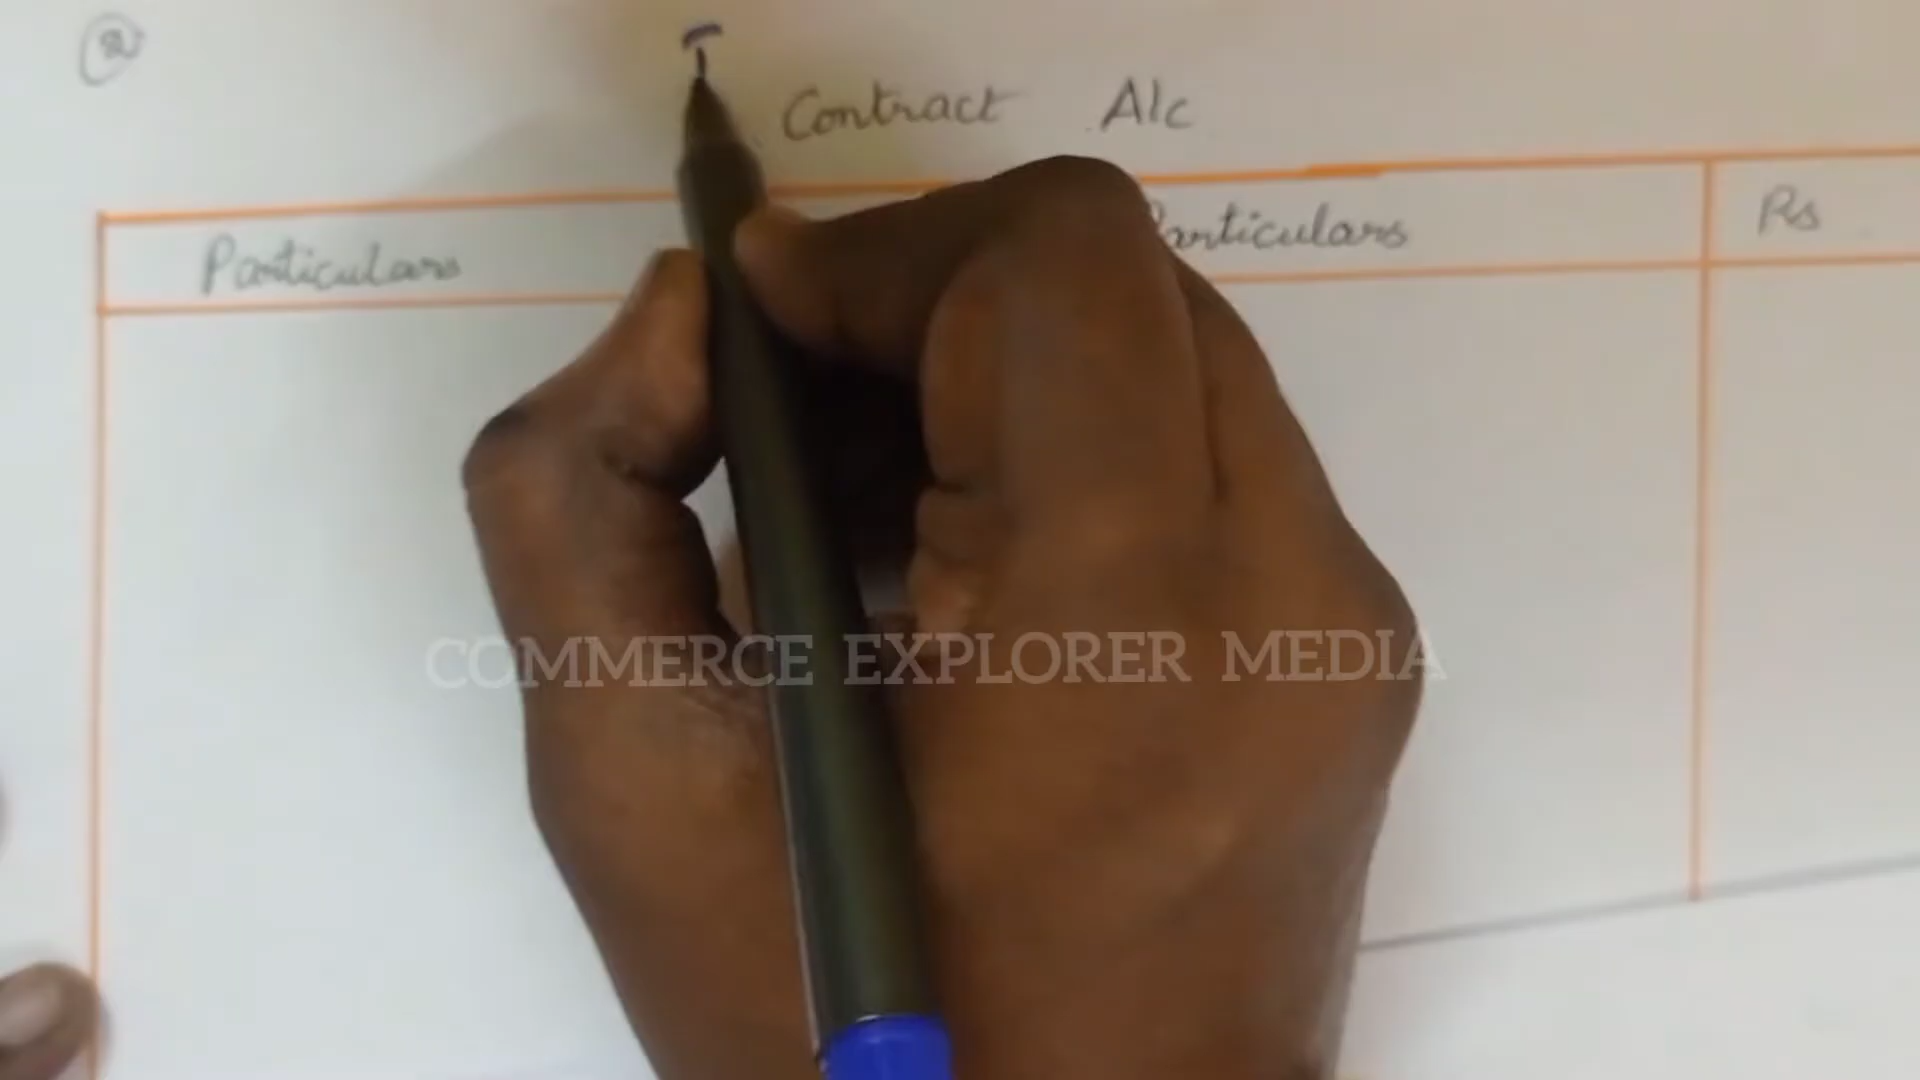 Contract A/c
Particulars
Particulars
Rs
COMMERCE EXPLORER MEDIA